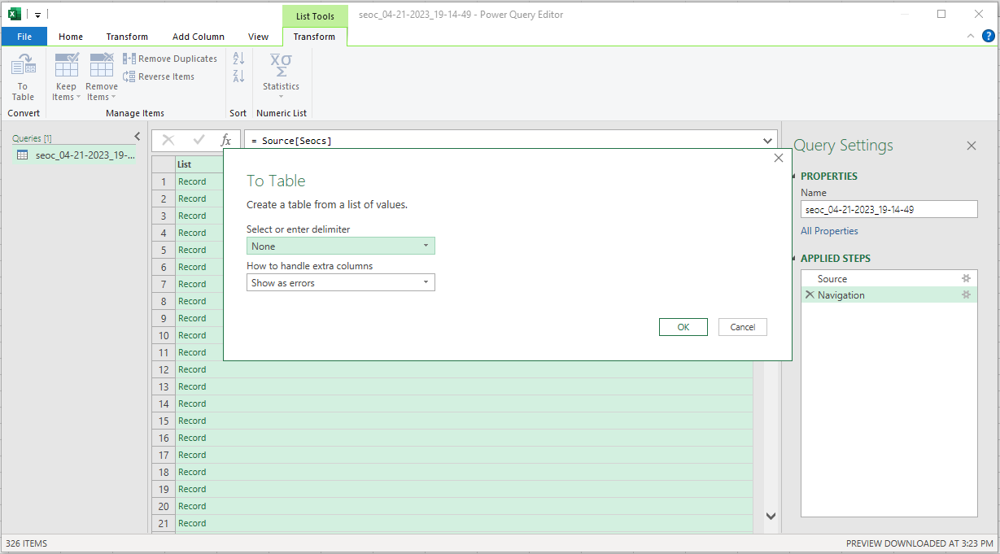 List Tools
seoc_04-21-2023_19-14-49 - Power Query Editor
File Home Transform Add Column View Transform
To Table
Keep Items
Remove Items
Remove Duplicates
Reverse Items
Statistics
Convert Manage Items Sort Numeric List
Queries [1]
seoc_04-21-2023_19-...
fx = Source[Seocs]
List
1 Record
2 Record
3 Record
4 Record
5 Record
6 Record
7 Record
8 Record
9 Record
10 Record
11 Record
12 Record
13 Record
14 Record
15 Record
16 Record
17 Record
18 Record
19 Record
20 Record
21 Record
To Table
Create a table from a list of values.
Select or enter delimiter
None
How to handle extra columns
Show as errors
OK Cancel
Query Settings
PROPERTIES
Name
seoc_04-21-2023_19-14-49
All Properties
APPLIED STEPS
Source
Navigation
326 ITEMS
PREVIEW DOWNLOADED AT 3:23 PM